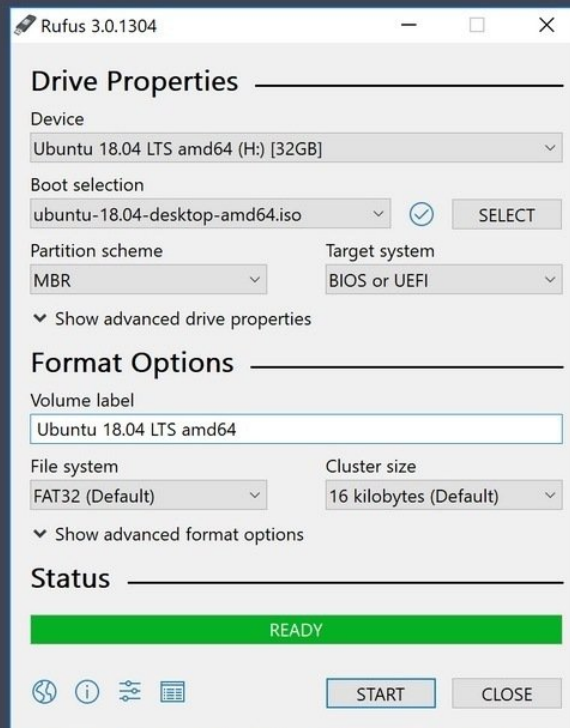 Rufus 3.0.1304
Drive Properties
Device
Ubuntu 18.04 LTS amd64 (H:) [32GB]
Boot selection
ubuntu-18.04-desktop-amd64.iso SELECT
Partition scheme Target system
MBR BIOS or UEFI
Show advanced drive properties
Format Options
Volume label
Ubuntu 18.04 LTS amd64
File system Cluster size
FAT32 (Default) 16 kilobytes (Default)
Show advanced format options
Status
READY
START CLOSE